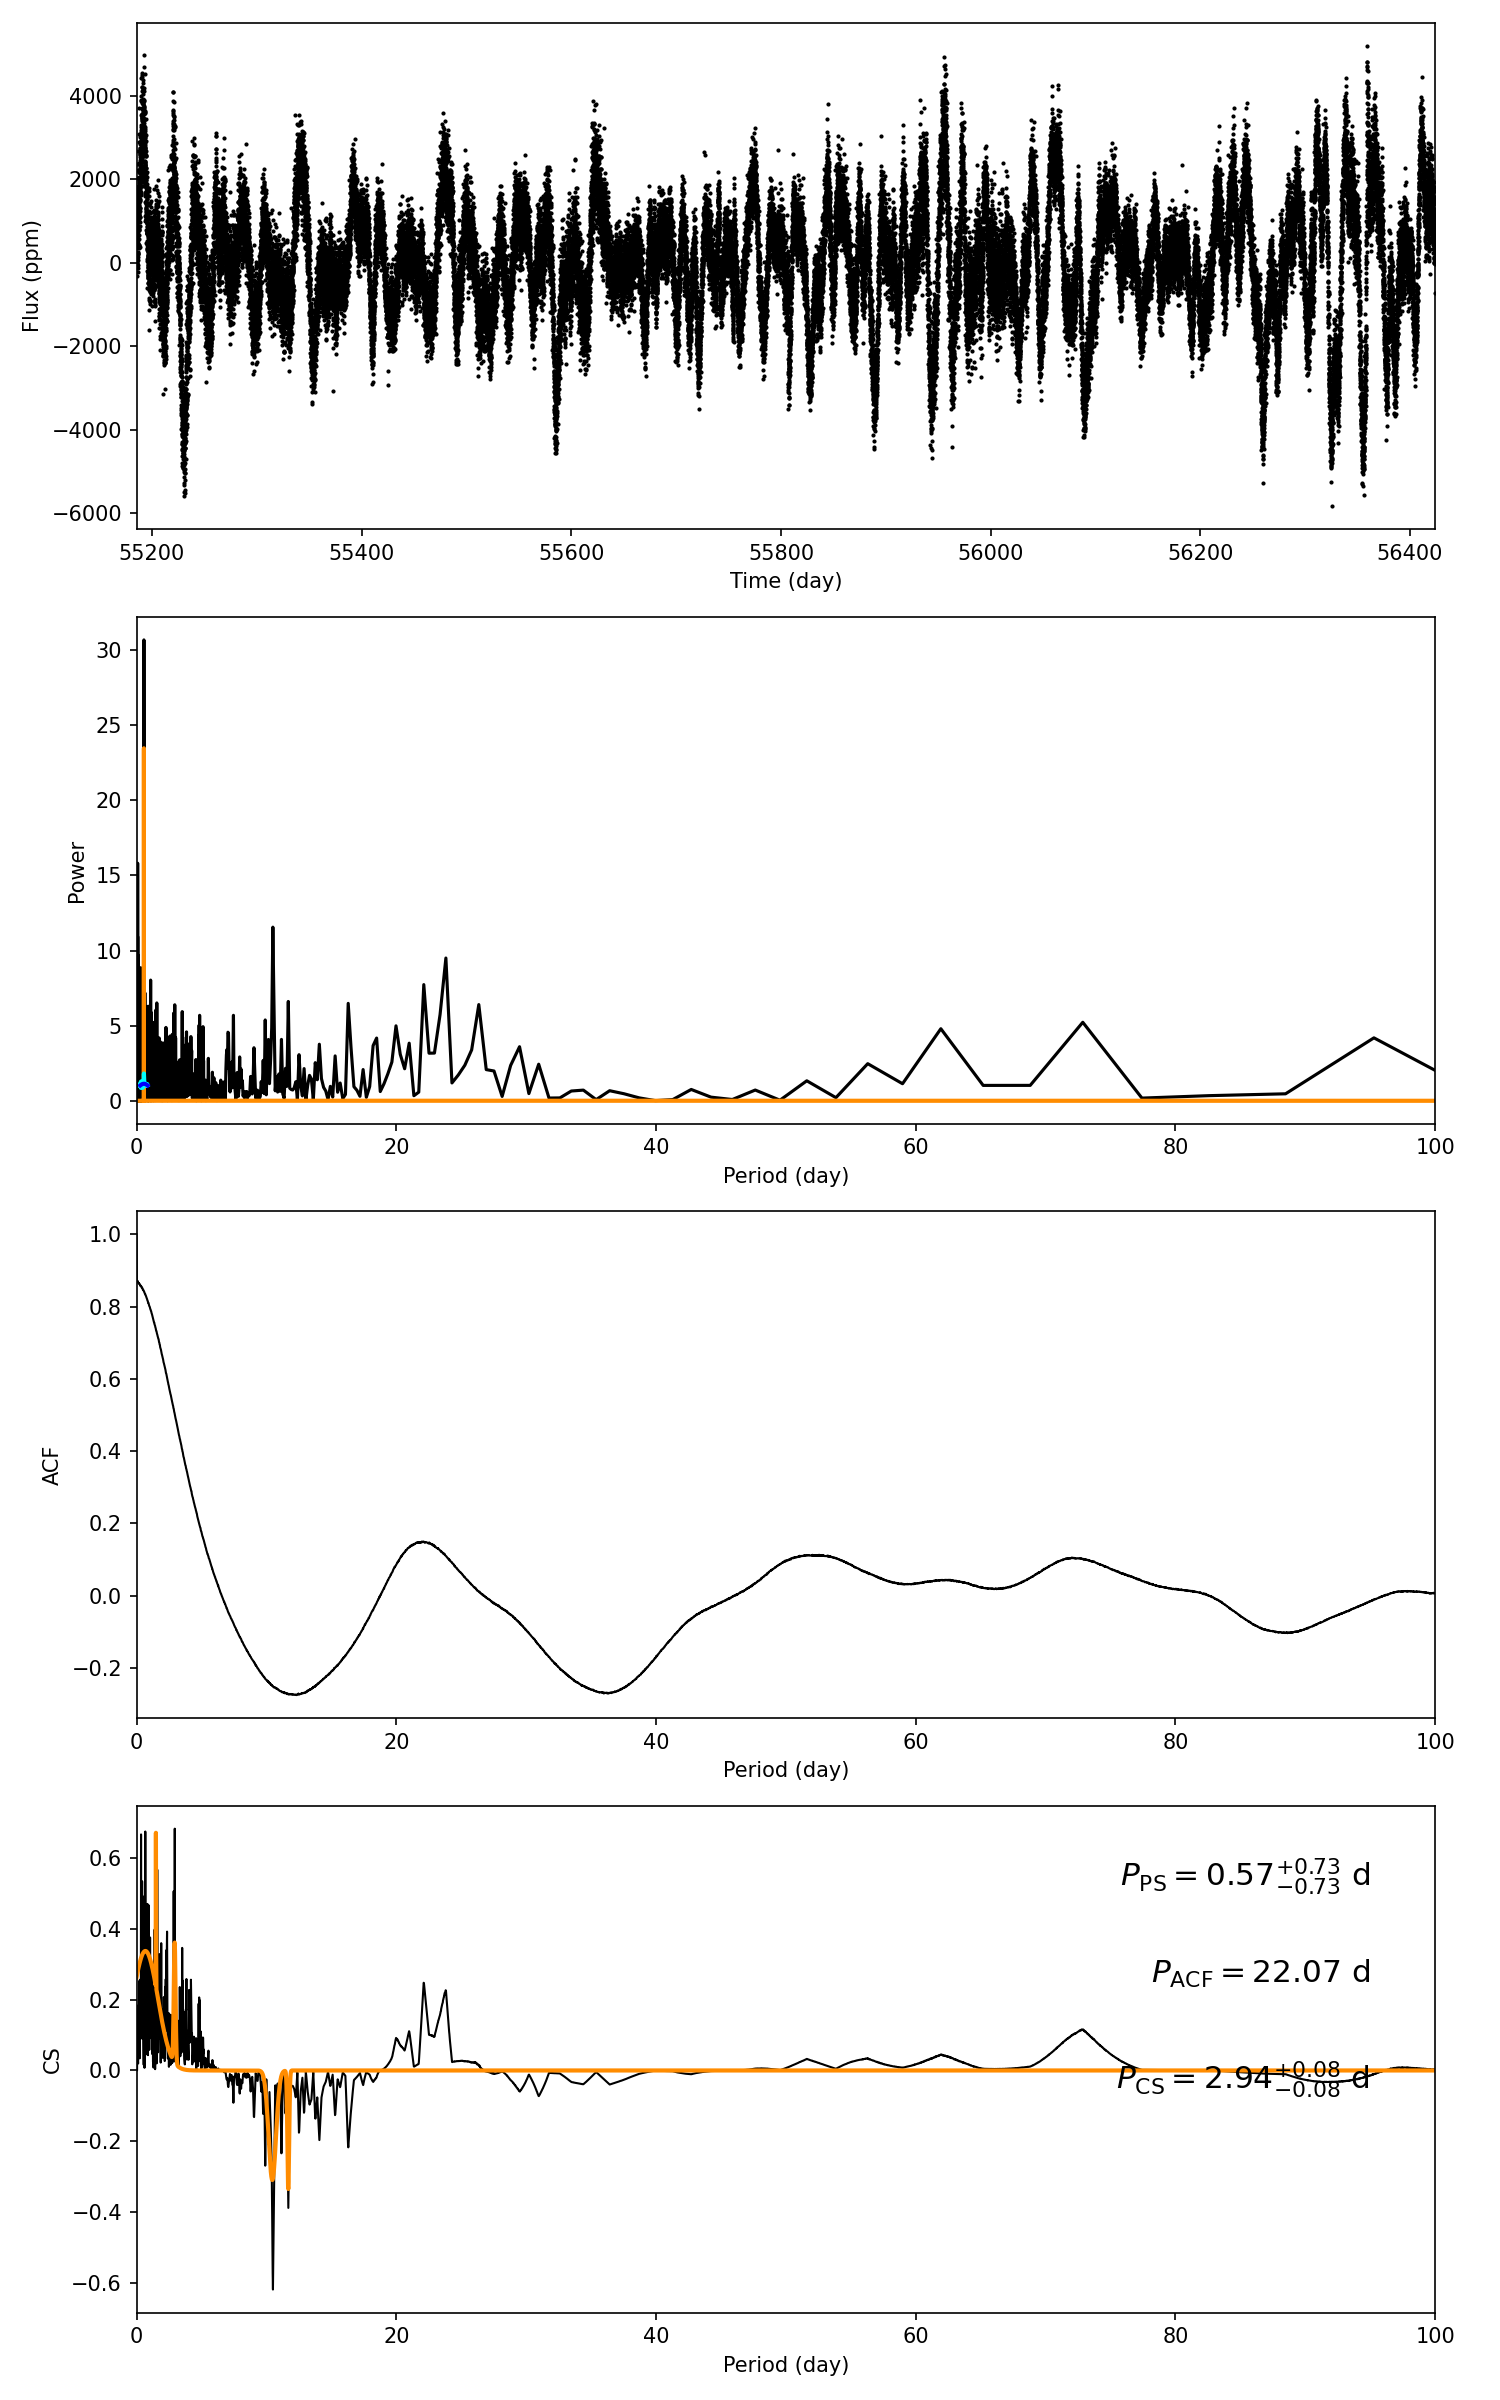 4000
2000
0
−2000
−4000
−6000
Flux (ppm)
55200 55400 55600 55800 56000 56200 56400
Time (day)
30
25
20
15
10
5
0
Power
0 20 40 60 80 100
Period (day)
1.0
0.8
0.6
0.4
0.2
0.0
−0.2
ACF
0 20 40 60 80 100
Period (day)
0.6
0.4
0.2
0.0
−0.2
−0.4
−0.6
CS
P_PS = 0.57^{+0.73}_{−0.73} d
P_ACF = 22.07 d
P_CS = 2.94^{+0.08}_{−0.08} d
0 20 40 60 80 100
Period (day)